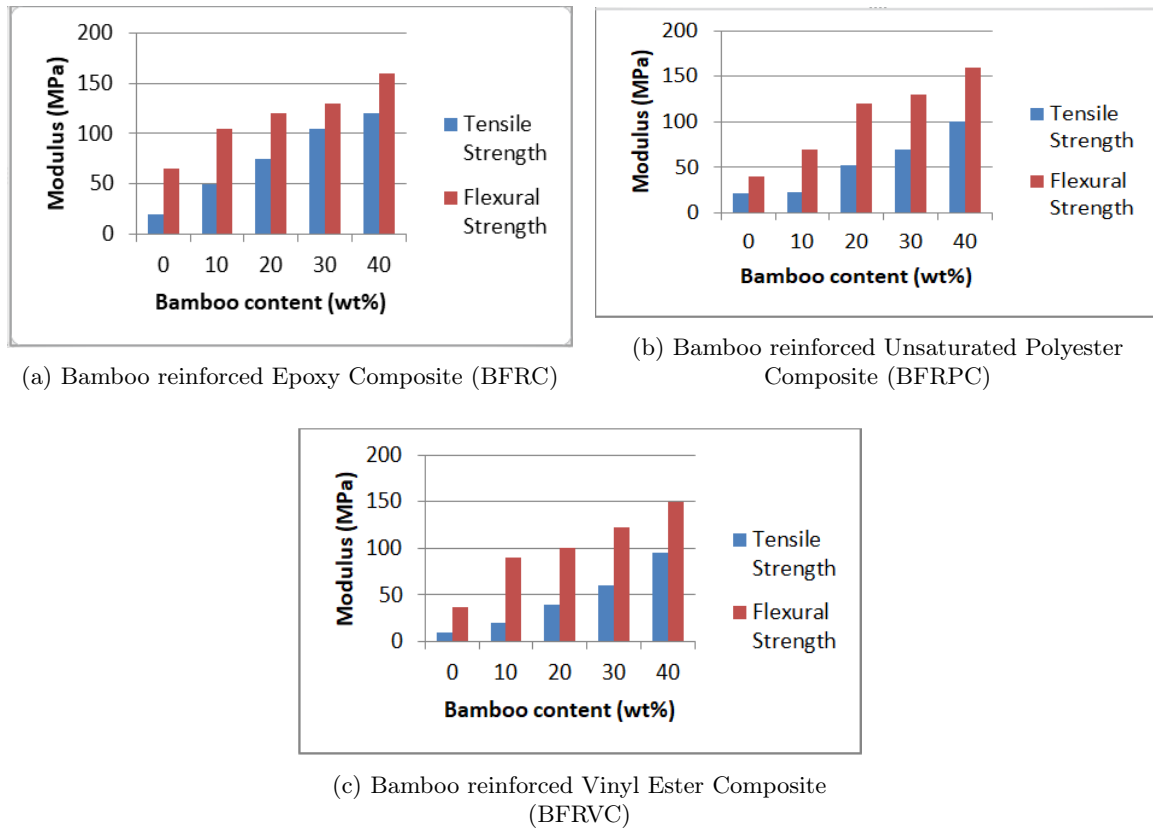 200
150
100
50
0
Modulus (MPa)
0 10 20 30 40
Bamboo content (wt%)
Tensile
Strength
Flexural
Strength
(a) Bamboo reinforced Epoxy Composite (BFRC)
200
150
100
50
0
Modulus (MPa)
0 10 20 30 40
Bamboo content (wt%)
Tensile
Strength
Flexural
Strength
(b) Bamboo reinforced Unsaturated Polyester
Composite (BFRPC)
200
150
100
50
0
Modulus (MPa)
0 10 20 30 40
Bamboo content (wt%)
Tensile
Strength
Flexural
Strength
(c) Bamboo reinforced Vinyl Ester Composite
(BFRVC)